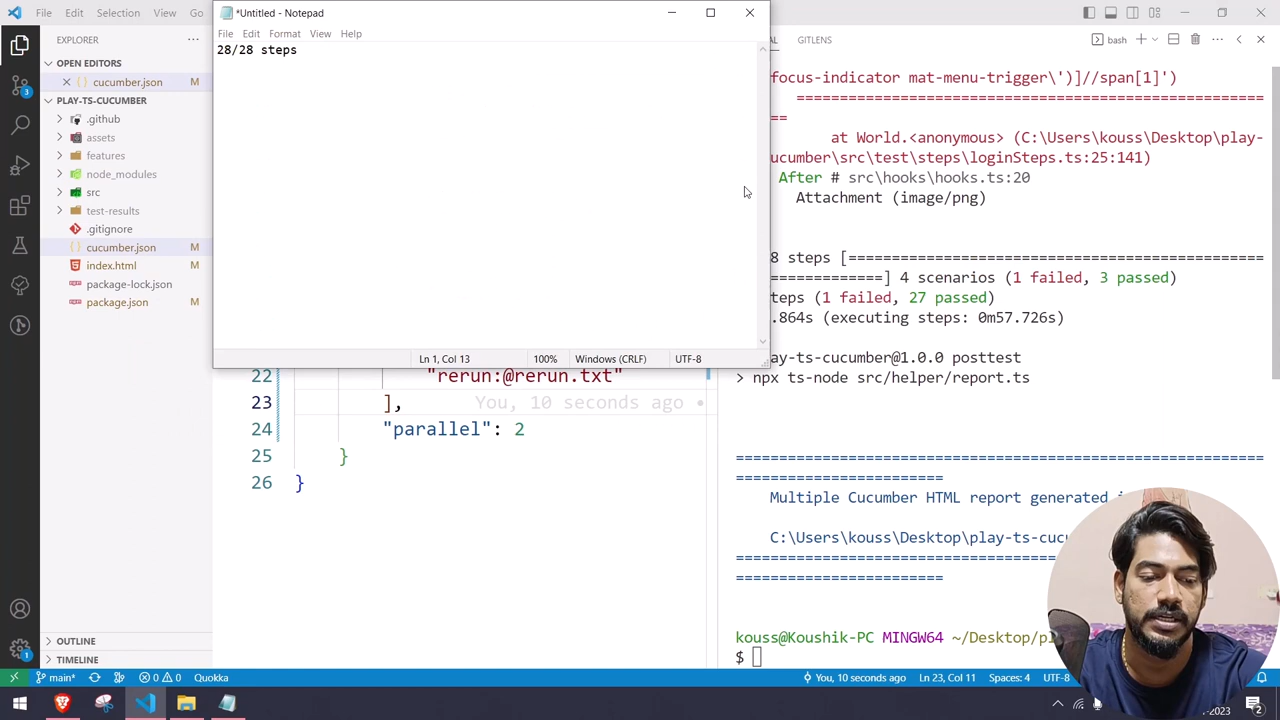 File
Edit
Selection
*Untitled - Notepad
File
Edit
Format
View
Help
28/28 steps
Ln 1, Col 13
100%
Windows (CRLF)
UTF-8
EXPLORER
OPEN EDITORS
cucumber.json
M
PLAY-TS-CUCUMBER
.github
assets
features
node_modules
src
test-results
.gitignore
cucumber.json
M
index.html
M
package-lock.json
package.json
M
OUTLINE
TIMELINE
22 "rerun:@rerun.txt"
23 ], You, 10 seconds ago •
24 "parallel": 2
25 }
26 }
GITLENS
bash
focus-indicator mat-menu-trigger\')]//span[1]')
====================================================
==
at World.<anonymous> (C:\Users\kouss\Desktop\play-
ucumber\src\test\steps\loginSteps.ts:25:141)
After # src\hooks\hooks.ts:20
Attachment (image/png)
8 steps [================================================
=============] 4 scenarios (1 failed, 3 passed)
teps (1 failed, 27 passed)
.864s (executing steps: 0m57.726s)
ay-ts-cucumber@1.0.0 posttest
> npx ts-node src/helper/report.ts
=============================================================
========================
Multiple Cucumber HTML report generated i
C:\Users\kouss\Desktop\play-ts-cucu
=====================================
========================
kouss@Koushik-PC MINGW64 ~/Desktop/pl
$
main*
0
0
0
Quokka
You, 10 seconds ago
Ln 23, Col 11
Spaces: 4
UTF-8
-2023
3
1
2